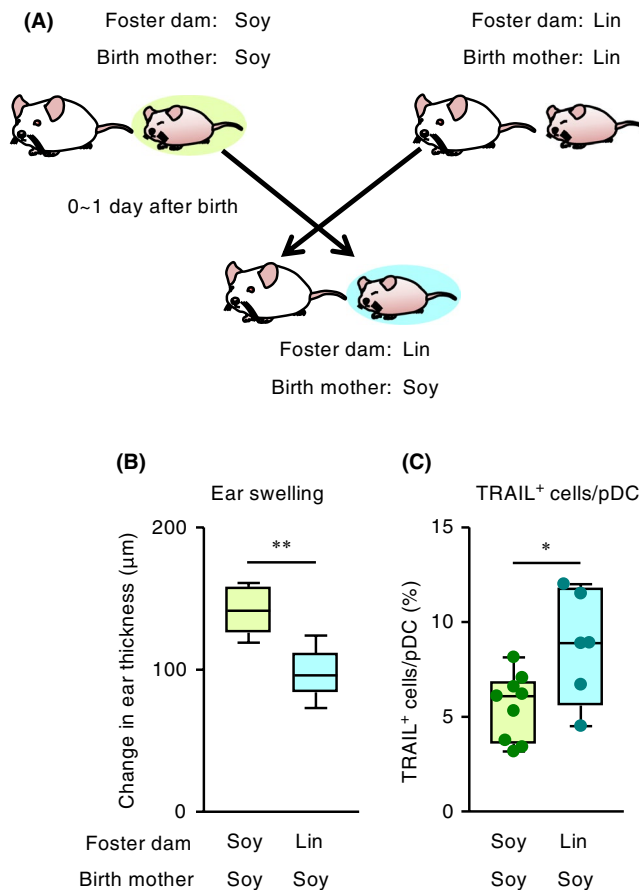 (A)
Foster dam: Soy
Birth mother: Soy
Foster dam: Lin
Birth mother: Lin
0~1 day after birth
Foster dam: Lin
Birth mother: Soy
(B)
Ear swelling
Change in ear thickness (μm)
200
100
0
**
Foster dam Soy Lin
Birth mother Soy Soy
(C)
TRAIL⁺ cells/pDC
TRAIL⁺ cells/pDC (%)
15
10
5
0
*
Soy Lin
Soy Soy